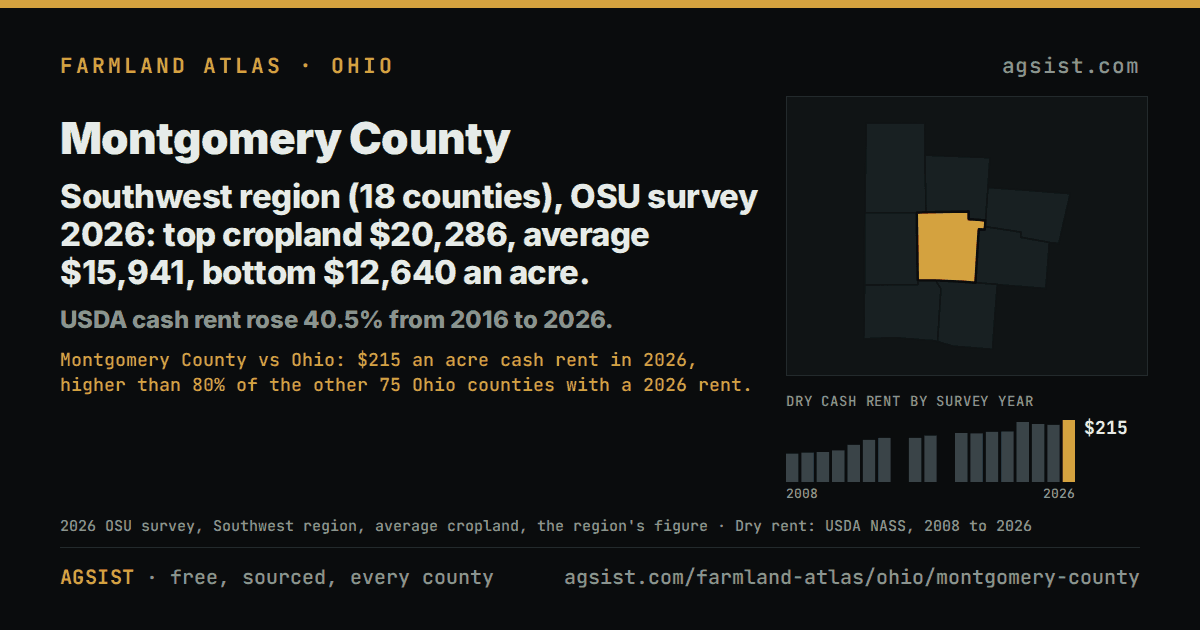 FARMLAND ATLAS · OHIO
agsist.com
Montgomery County
Southwest region (18 counties), OSU survey
2026: top cropland $20,286, average
$15,941, bottom $12,640 an acre.
USDA cash rent rose 40.5% from 2016 to 2026.
Montgomery County vs Ohio: $215 an acre cash rent in 2026,
higher than 80% of the other 75 Ohio counties with a 2026 rent.
DRY CASH RENT BY SURVEY YEAR
$215
2008
2026
2026 OSU survey, Southwest region, average cropland, the region's figure · Dry rent: USDA NASS, 2008 to 2026
AGSIST · free, sourced, every county
agsist.com/farmland-atlas/ohio/montgomery-county